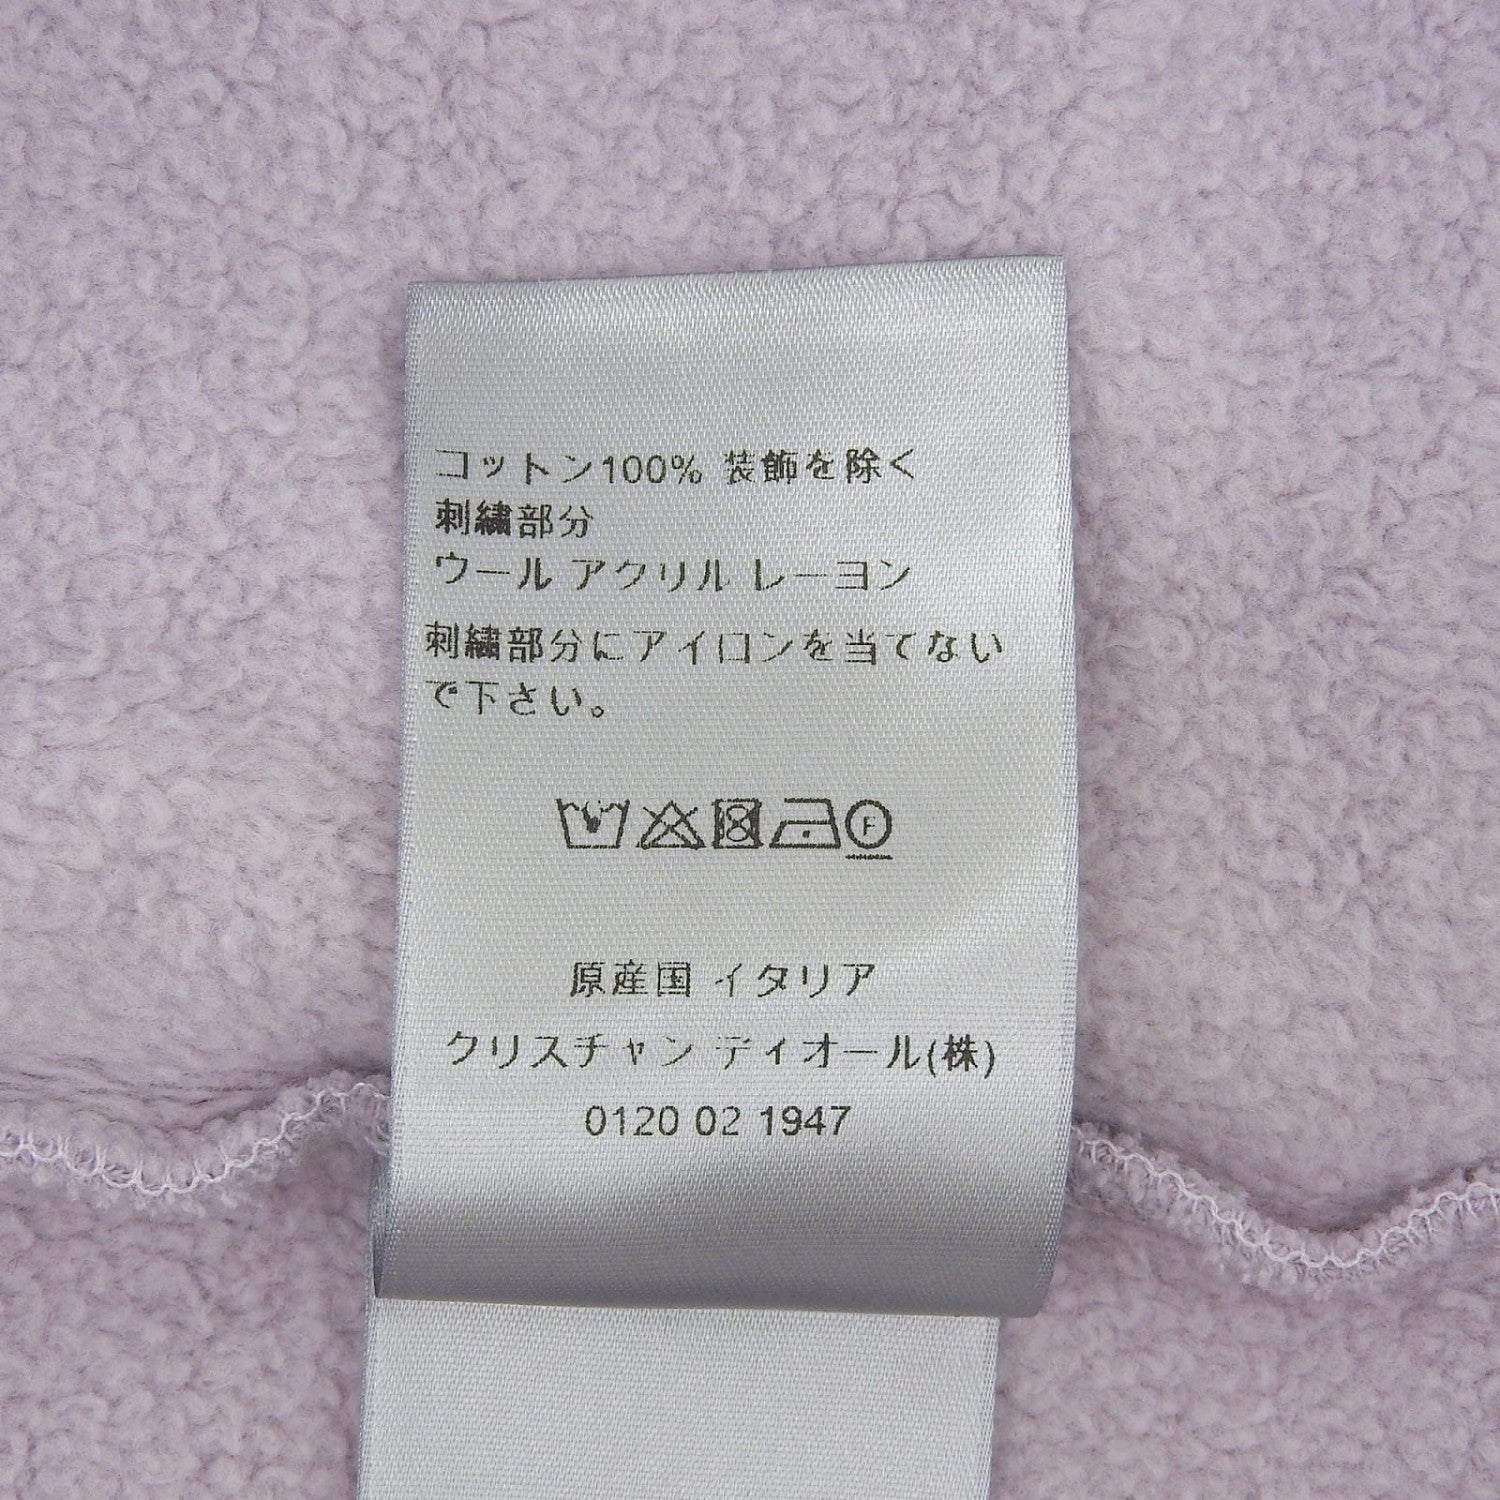 コットン100% 装飾を除く
刺繍部分
ウール アクリル レーヨン
刺繍部分にアイロンを当てない
で下さい。
F
原産国 イタリア
クリスチャン ディオール(株)
0120 02 1947